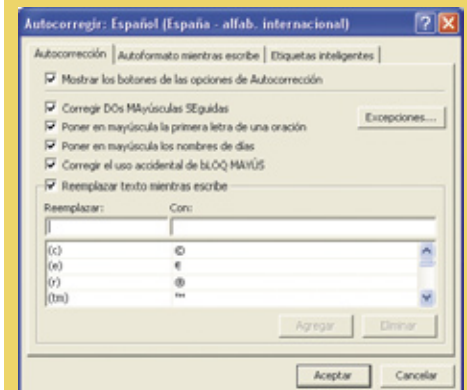 Autocorregir: Español (España - alfab. internacional)
Autocorrección Autoformato mientras escribe Etiquetas inteligentes
Mostrar los botones de las opciones de Autocorrección
Corregir DOs MAyúsculas SEguidas
Excepciones...
Poner en mayúscula la primera letra de una oración
Poner en mayúscula los nombres de días
Corregir el uso accidental de bLOQ MAYÚS
Reemplazar texto mientras escribe
Reemplazar: Con:
(c) ©
(e) €
(r) ®
(tm) ™
Agregar Eliminar
Aceptar Cancelar